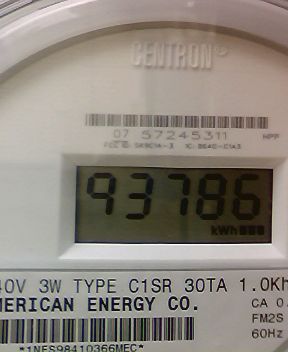 CENTRON®
07 57245311
93786
kWh
40V 3W TYPE C1SR 30TA 1.0Kh
MERICAN ENERGY CO.
CA 0.
FM2S
60Hz